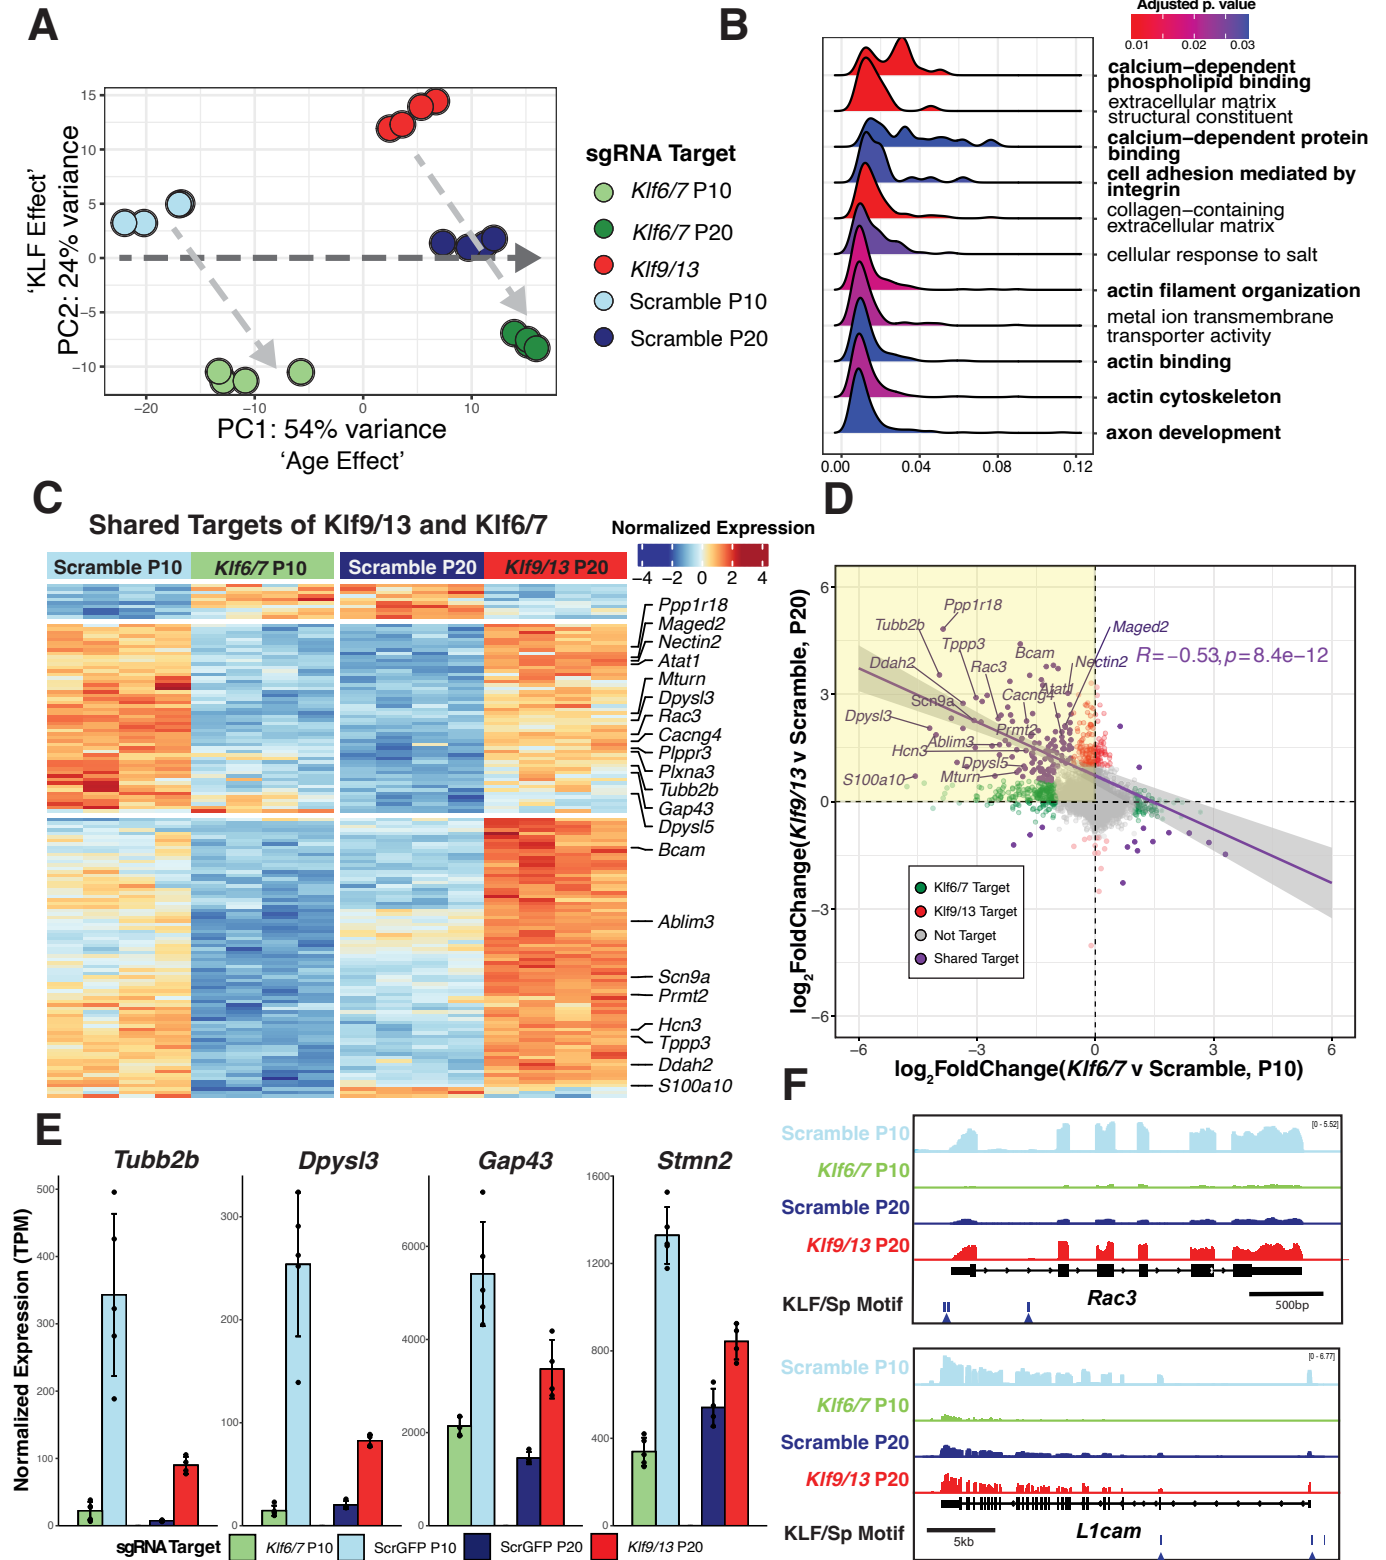 A
15
10
5
0
−5
−10
−20
−10
0
10
PC2: 24% variance
‘KLF Effect’
PC1: 54% variance
‘Age Effect’
sgRNA Target
Klf6/7 P10
Klf6/7 P20
Klf9/13
Scramble P10
Scramble P20
B
Adjusted p. value
0.01
0.02
0.03
calcium−dependent
phospholipid binding
extracellular matrix
structural constituent
calcium−dependent protein
binding
cell adhesion mediated by
integrin
collagen−containing
extracellular matrix
cellular response to salt
actin filament organization
metal ion transmembrane
transporter activity
actin binding
actin cytoskeleton
axon development
0.00
0.04
0.08
0.12
C
Shared Targets of Klf9/13 and Klf6/7
Normalized Expression
−4 −2 0 2 4
Scramble P10
Klf6/7 P10
Scramble P20
Klf9/13 P20
Ppp1r18
Maged2
Nectin2
Atat1
Mturn
Dpysl3
Rac3
Cacng4
Plppr3
Plxna3
Tubb2b
Gap43
Dpysl5
Bcam
Ablim3
Scn9a
Prmt2
Hcn3
Tppp3
Ddah2
S100a10
D
log2FoldChange(Klf9/13 v Scramble, P20)
6
3
0
−3
−6
−6
−3
0
3
6
log2FoldChange(Klf6/7 v Scramble, P10)
Ppp1r18
Tubb2b
Tppp3
Maged2
Bcam
Ddah2
Rac3
Nectin2
R=−0.53, p=8.4e−12
Atat1
Cacng4
Scn9a
Dpysl3
Prmt2
Ablim3
Hcn3
Dpysl5
Mturn
S100a10
Klf6/7 Target
Klf9/13 Target
Not Target
Shared Target
E
Normalized Expression (TPM)
Tubb2b
500
400
300
200
100
0
Dpysl3
300
200
100
0
Gap43
6000
4000
2000
0
Stmn2
1600
1200
800
400
0
sgRNA Target
Klf6/7 P10
ScrGFP P10
ScrGFP P20
Klf9/13 P20
F
Scramble P10
[0 - 5.52]
Klf6/7 P10
Scramble P20
Klf9/13 P20
KLF/Sp Motif
Rac3
500bp
Scramble P10
[0 - 6.77]
Klf6/7 P10
Scramble P20
Klf9/13 P20
KLF/Sp Motif
5kb
L1cam